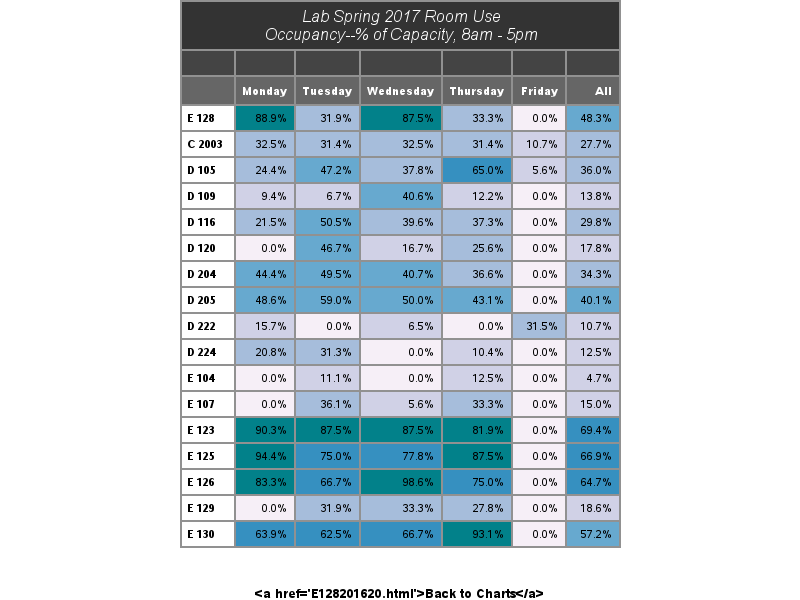 Lab Spring 2017 Room Use
Occupancy--% of Capacity, 8am - 5pm
Monday Tuesday Wednesday Thursday Friday All
E 128 88.9% 31.9% 87.5% 33.3% 0.0% 48.3%
C 2003 32.5% 31.4% 32.5% 31.4% 10.7% 27.7%
D 105 24.4% 47.2% 37.8% 65.0% 5.6% 36.0%
D 109 9.4% 6.7% 40.6% 12.2% 0.0% 13.8%
D 116 21.5% 50.5% 39.6% 37.3% 0.0% 29.8%
D 120 0.0% 46.7% 16.7% 25.6% 0.0% 17.8%
D 204 44.4% 49.5% 40.7% 36.6% 0.0% 34.3%
D 205 48.6% 59.0% 50.0% 43.1% 0.0% 40.1%
D 222 15.7% 0.0% 6.5% 0.0% 31.5% 10.7%
D 224 20.8% 31.3% 0.0% 10.4% 0.0% 12.5%
E 104 0.0% 11.1% 0.0% 12.5% 0.0% 4.7%
E 107 0.0% 36.1% 5.6% 33.3% 0.0% 15.0%
E 123 90.3% 87.5% 87.5% 81.9% 0.0% 69.4%
E 125 94.4% 75.0% 77.8% 87.5% 0.0% 66.9%
E 126 83.3% 66.7% 98.6% 75.0% 0.0% 64.7%
E 129 0.0% 31.9% 33.3% 27.8% 0.0% 18.6%
E 130 63.9% 62.5% 66.7% 93.1% 0.0% 57.2%
<a href='E128201620.html'>Back to Charts</a>